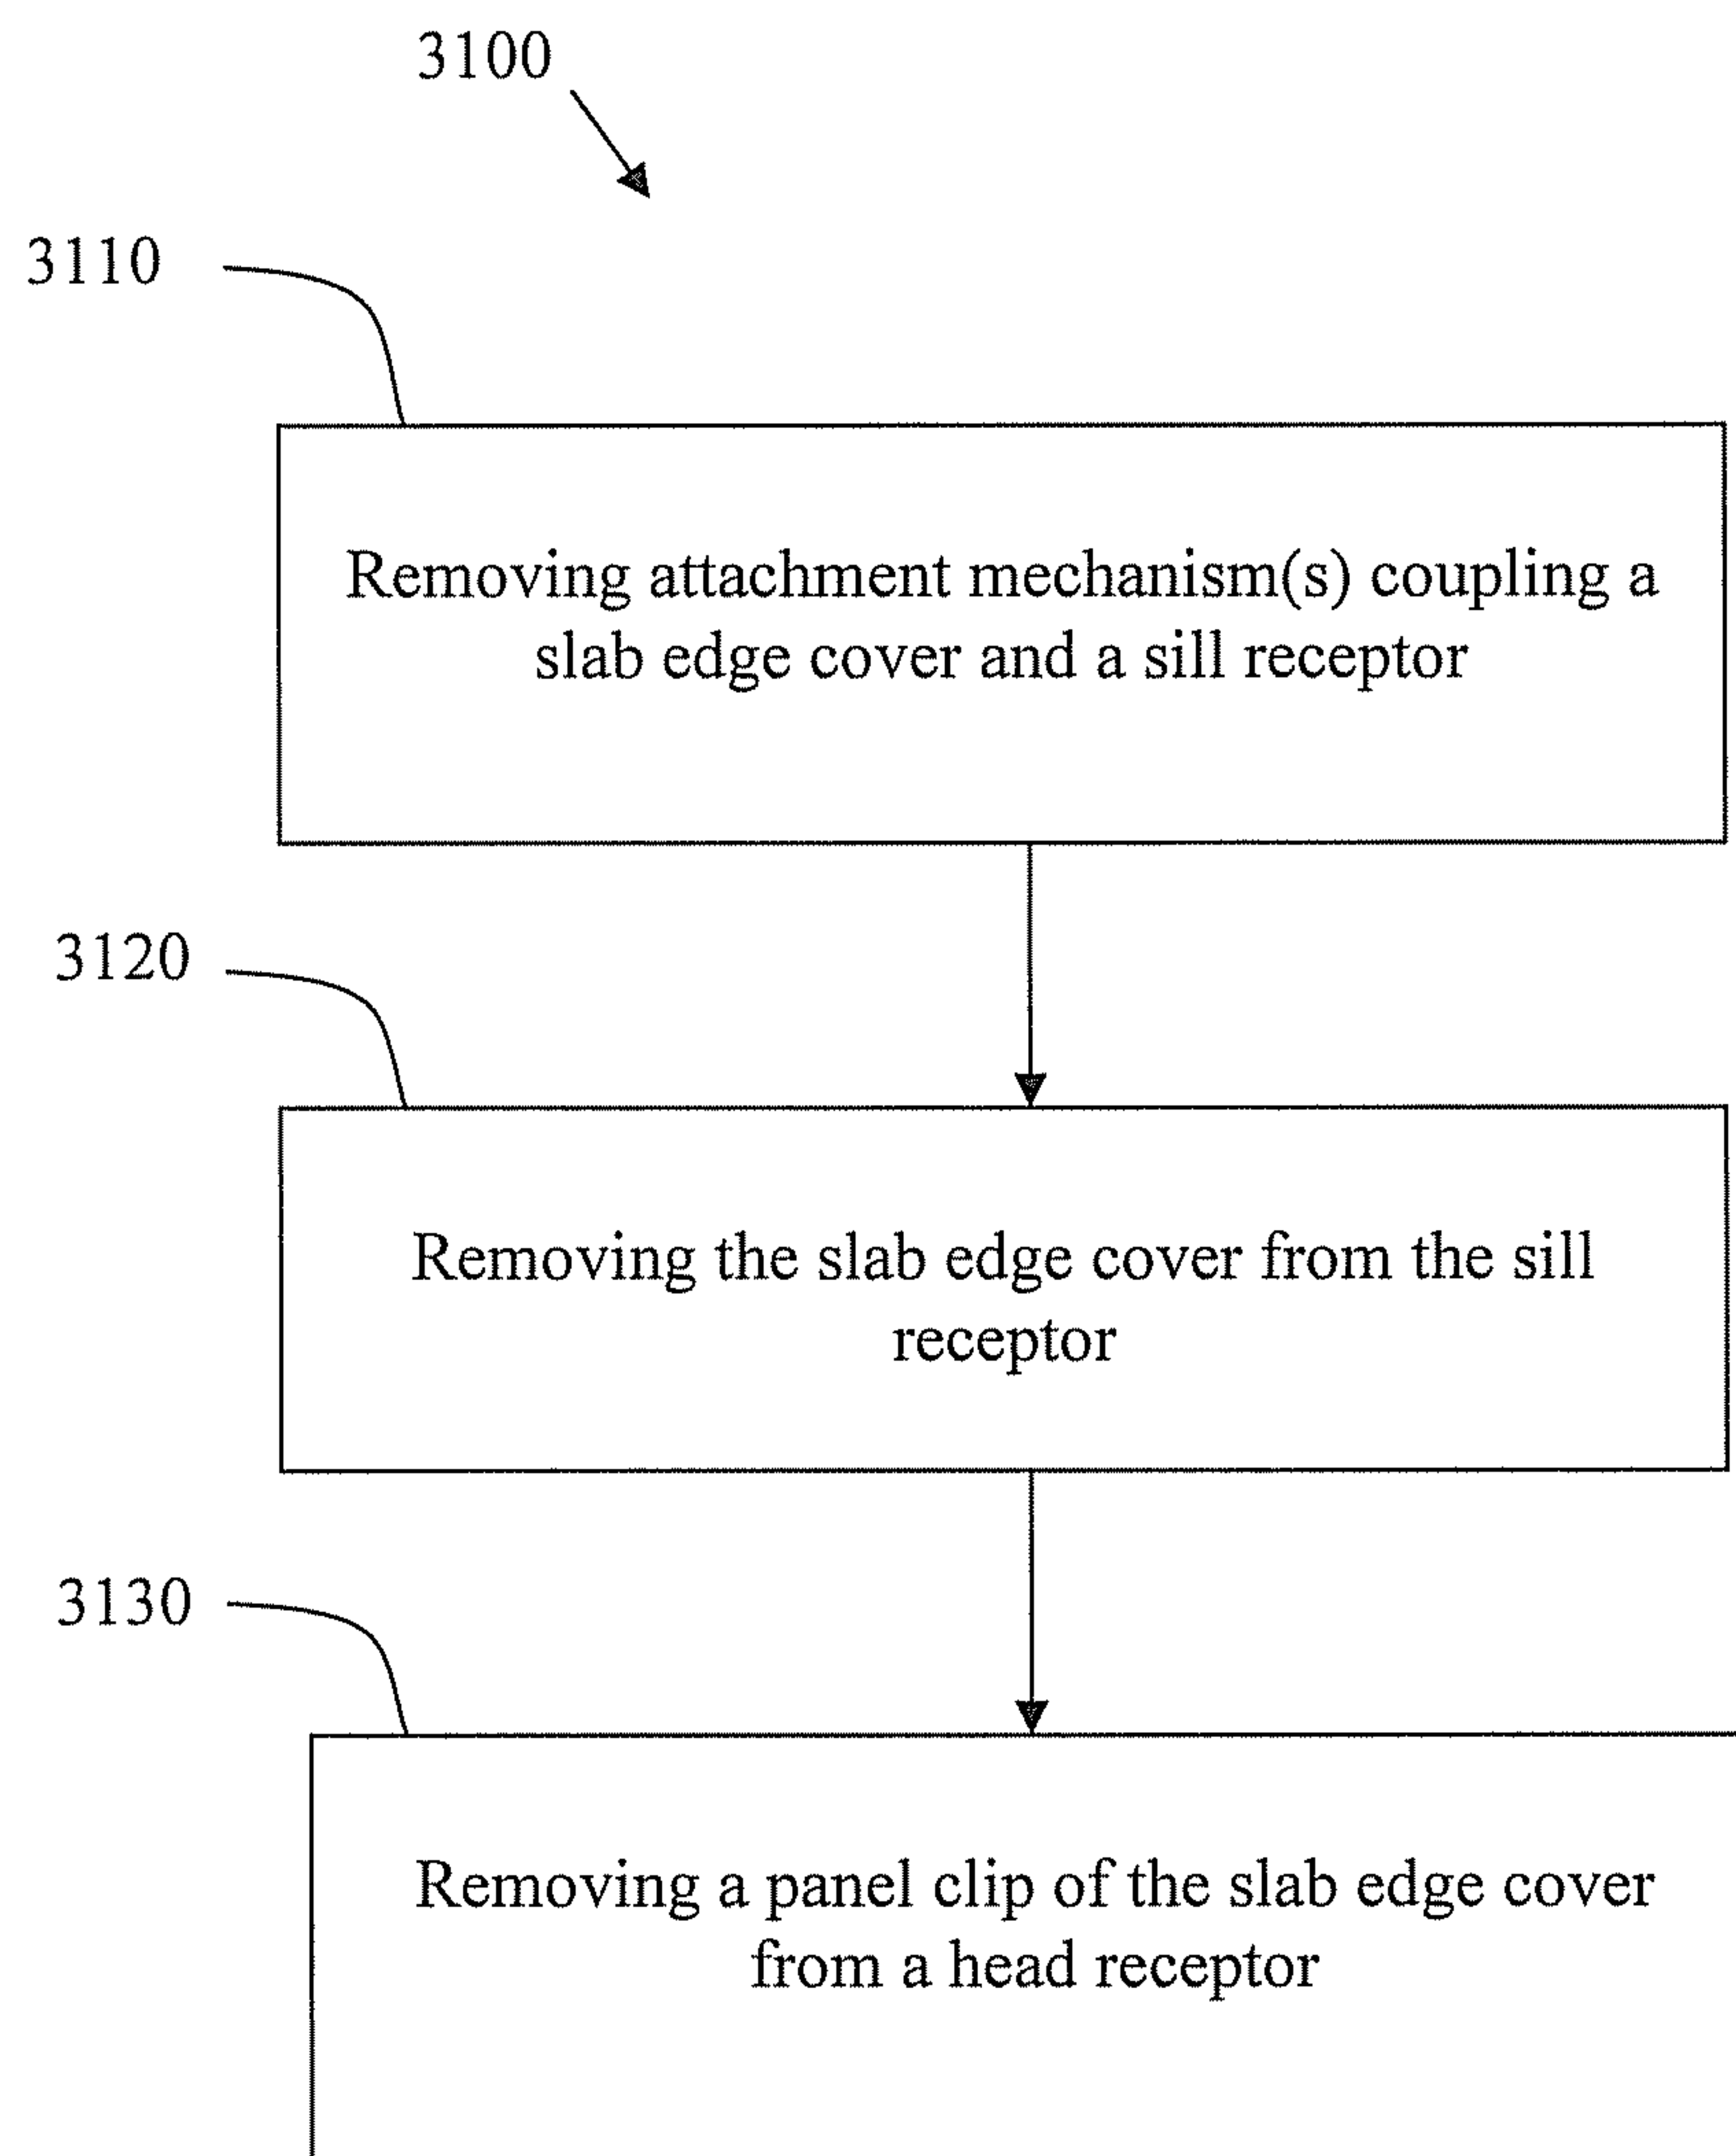 3100
3110
Removing attachment mechanism(s) coupling a
slab edge cover and a sill receptor
3120
Removing the slab edge cover from the sill
receptor
3130
Removing a panel clip of the slab edge cover
from a head receptor